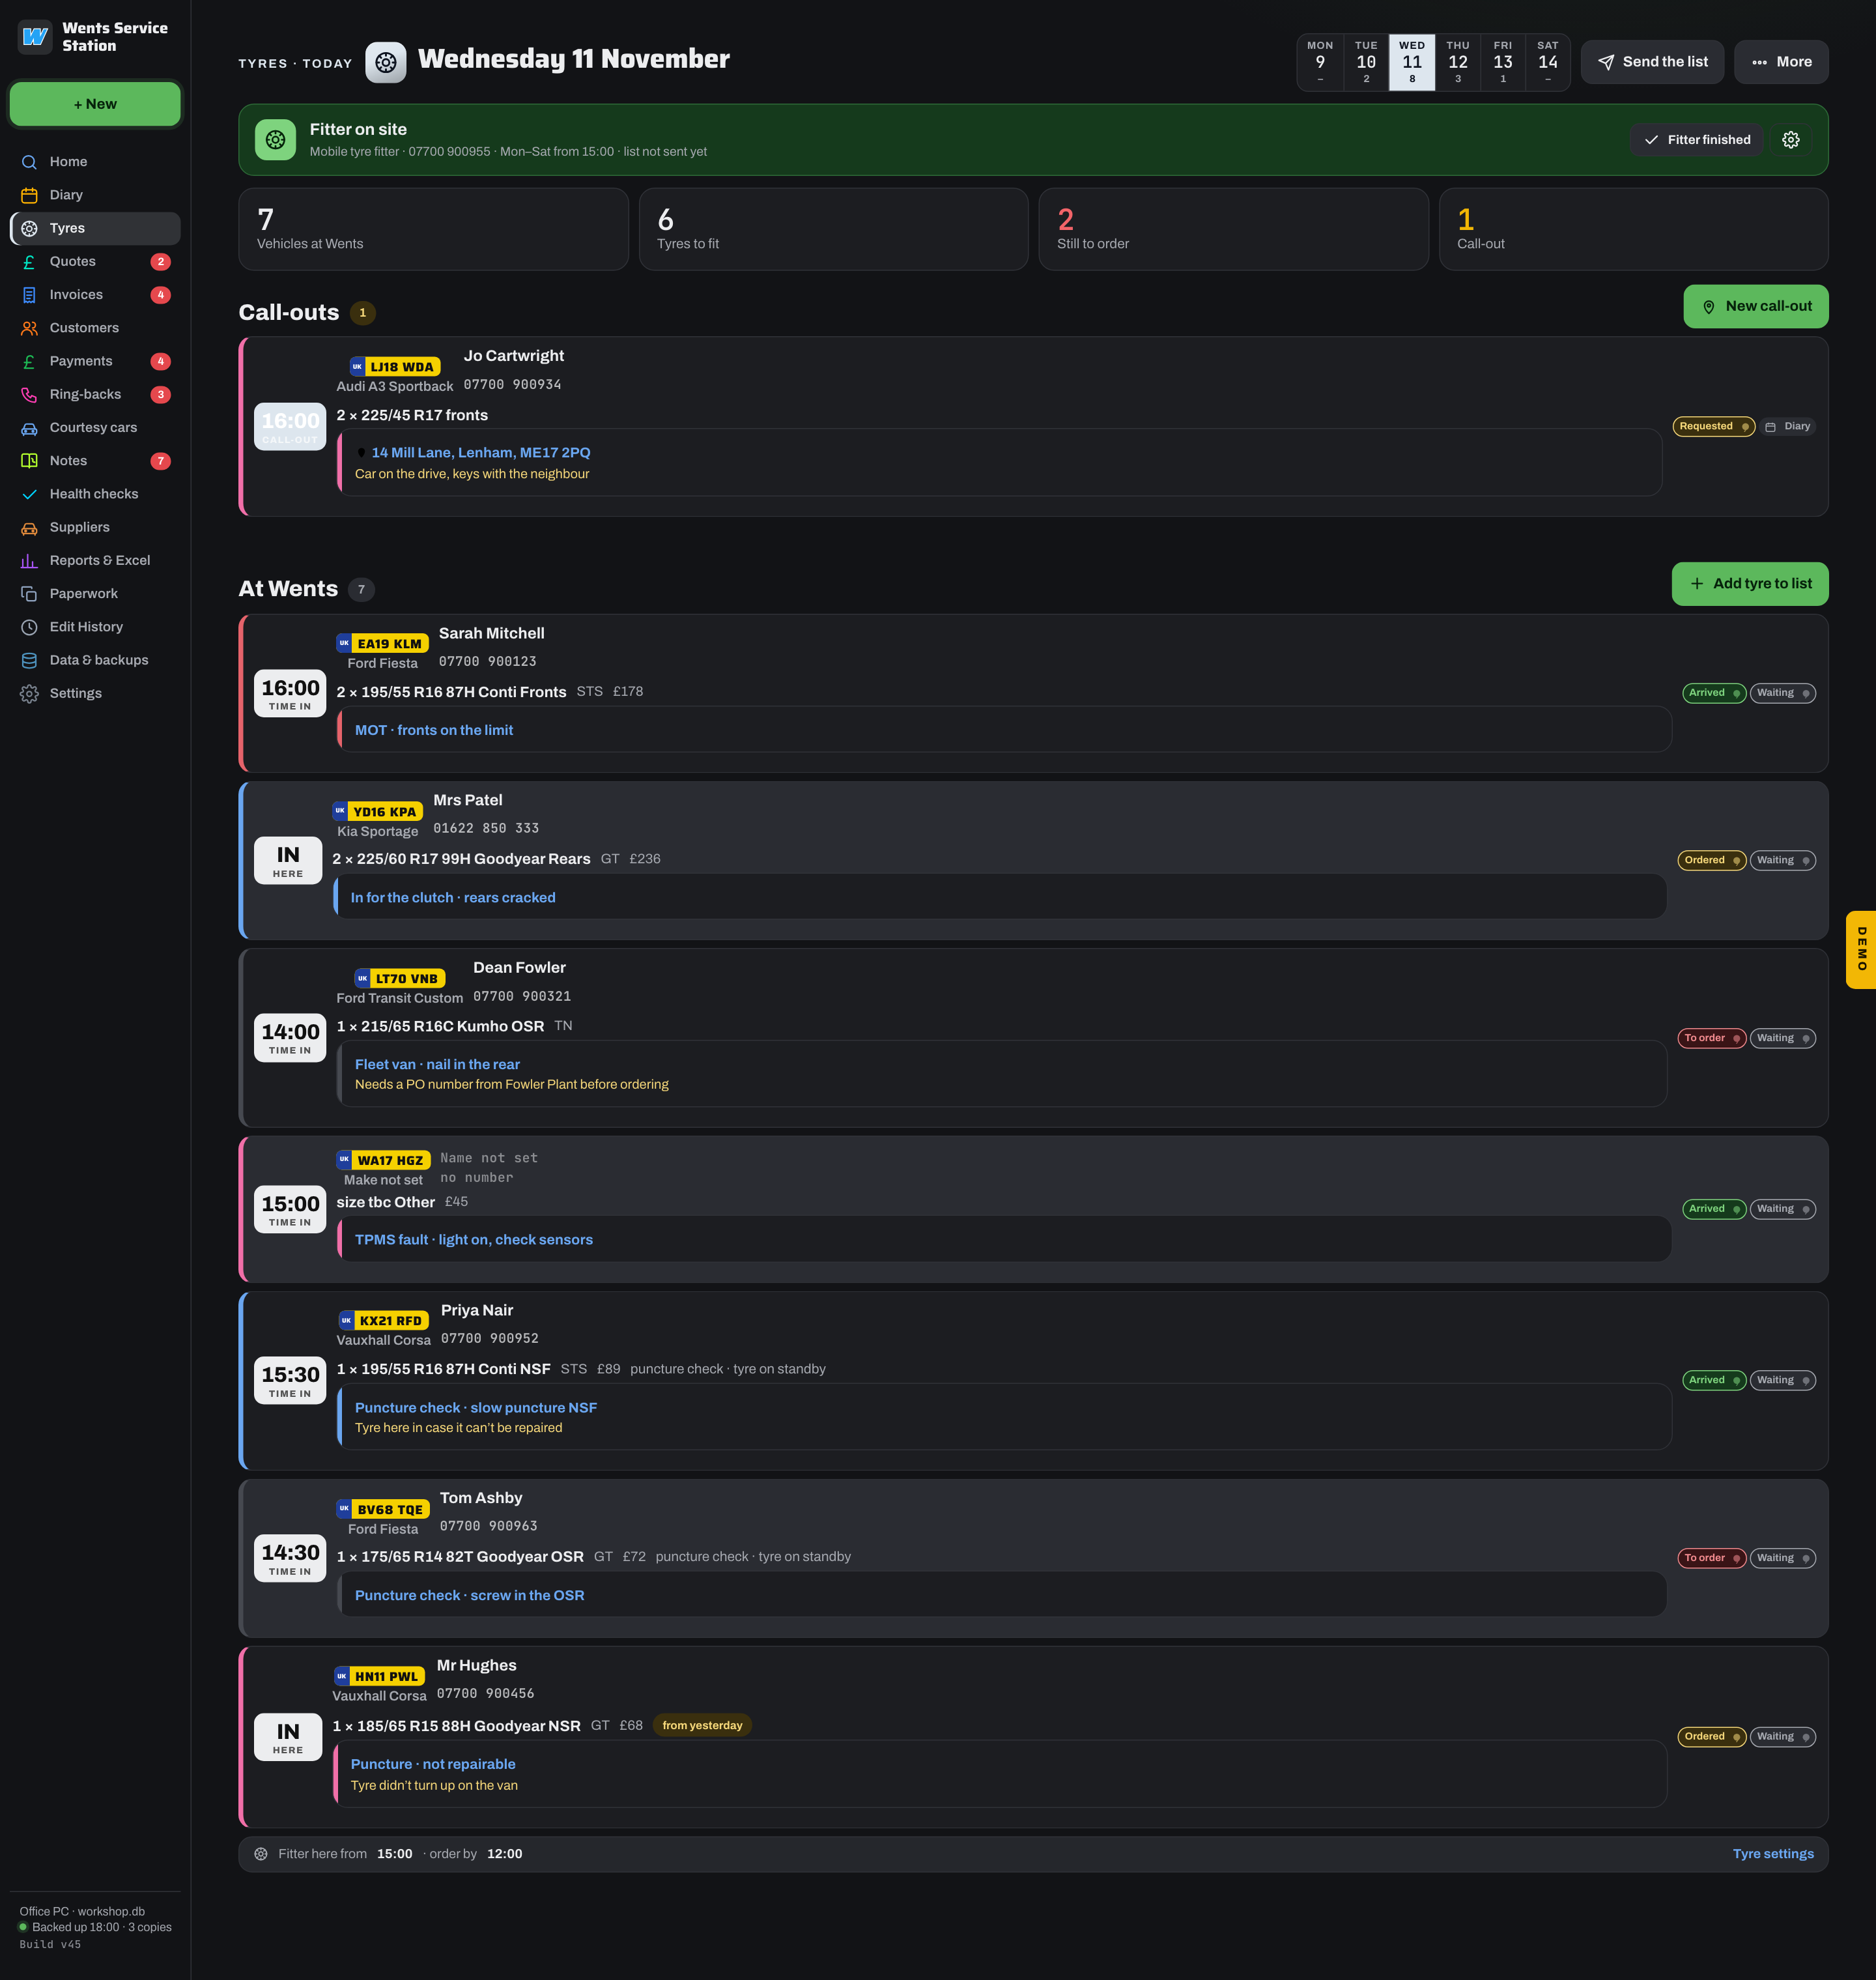 Wents Service
Station
+ New
Home
Diary
Tyres
Quotes 2
Invoices 4
Customers
Payments 4
Ring-backs 3
Courtesy cars
Notes 7
Health checks
Suppliers
Reports & Excel
Paperwork
Edit History
Data & backups
Settings
Office PC · workshop.db
Backed up 18:00 · 3 copies
Build v45
TYRES · TODAY
Wednesday 11 November
MON 9 –
TUE 10 2
WED 11 8
THU 12 3
FRI 13 1
SAT 14 –
Send the list
More
Fitter on site
Mobile tyre fitter · 07700 900955 · Mon–Sat from 15:00 · list not sent yet
Fitter finished
7
Vehicles at Wents
6
Tyres to fit
2
Still to order
1
Call-out
Call-outs 1
New call-out
16:00
CALL-OUT
UK LJ18 WDA
Audi A3 Sportback
Jo Cartwright
07700 900934
2 × 225/45 R17 fronts
14 Mill Lane, Lenham, ME17 2PQ
Car on the drive, keys with the neighbour
Requested
Diary
At Wents 7
Add tyre to list
16:00
TIME IN
UK EA19 KLM
Ford Fiesta
Sarah Mitchell
07700 900123
2 × 195/55 R16 87H Conti Fronts STS £178
MOT · fronts on the limit
Arrived
Waiting
IN
HERE
UK YD16 KPA
Kia Sportage
Mrs Patel
01622 850 333
2 × 225/60 R17 99H Goodyear Rears GT £236
In for the clutch · rears cracked
Ordered
Waiting
14:00
TIME IN
UK LT70 VNB
Ford Transit Custom
Dean Fowler
07700 900321
1 × 215/65 R16C Kumho OSR TN
Fleet van · nail in the rear
Needs a PO number from Fowler Plant before ordering
To order
Waiting
15:00
TIME IN
UK WA17 HGZ
Make not set
Name not set
no number
size tbc Other £45
TPMS fault · light on, check sensors
Arrived
Waiting
15:30
TIME IN
UK KX21 RFD
Vauxhall Corsa
Priya Nair
07700 900952
1 × 195/55 R16 87H Conti NSF STS £89 puncture check · tyre on standby
Puncture check · slow puncture NSF
Tyre here in case it can't be repaired
Arrived
Waiting
14:30
TIME IN
UK BV68 TQE
Ford Fiesta
Tom Ashby
07700 900963
1 × 175/65 R14 82T Goodyear OSR GT £72 puncture check · tyre on standby
Puncture check · screw in the OSR
To order
Waiting
IN
HERE
UK HN11 PWL
Vauxhall Corsa
Mr Hughes
07700 900456
1 × 185/65 R15 88H Goodyear NSR GT £68 from yesterday
Puncture · not repairable
Tyre didn't turn up on the van
Ordered
Waiting
Fitter here from 15:00 · order by 12:00
Tyre settings
DEMO